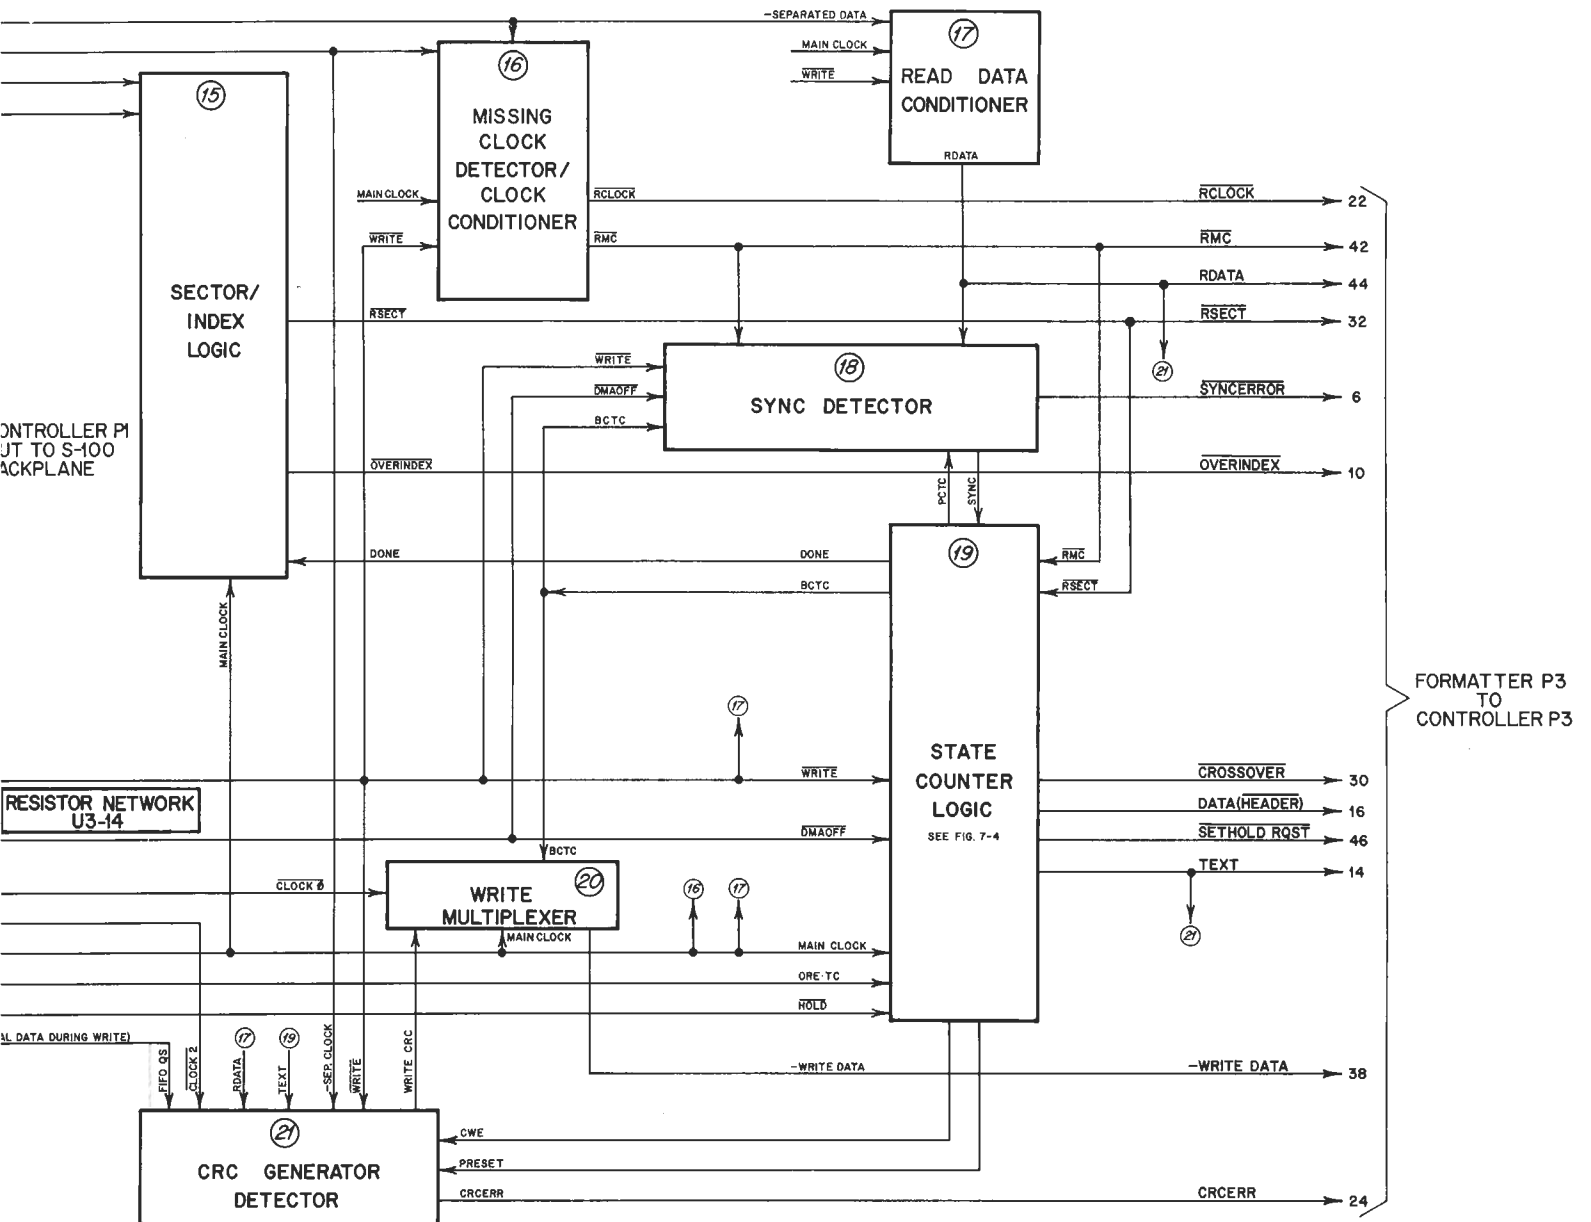 -SEPARATED DATA
MAIN CLOCK
WRITE
17
READ DATA
CONDITIONER
RDATA
16
MISSING
CLOCK
DETECTOR/
CLOCK
CONDITIONER
MAIN CLOCK
WRITE
RCLOCK
RMC
15
SECTOR/
INDEX
LOGIC
RSECT
OVERINDEX
DONE
MAIN CLOCK
RCLOCK
22
RMC
42
RDATA
44
RSECT
32
21
SYNCERROR
6
OVERINDEX
10
WRITE
DMAOFF
BCTC
18
SYNC DETECTOR
PCTC
SYNC
ONTROLLER P1
UT TO S-100
ACKPLANE
19
DONE
BCTC
RMC
RSECT
17
WRITE
DMAOFF
STATE
COUNTER
LOGIC
SEE FIG. 7-4
FORMATTER P3
TO
CONTROLLER P3
CROSSOVER
30
DATA(HEADER)
16
SETHOLD RQST
46
TEXT
14
21
RESISTOR NETWORK
U3-14
BCTC
CLOCK Ø
20
WRITE
MULTIPLEXER
MAIN CLOCK
16
17
MAIN CLOCK
ORE·TC
HOLD
AL DATA DURING WRITE)
FIFO QS
CLOCK 2
17
RDATA
19
TEXT
-SEP. CLOCK
WRITE
WRITE CRC
-WRITE DATA
-WRITE DATA
38
21
CRC GENERATOR
DETECTOR
CWE
PRESET
CRCERR
CRCERR
24